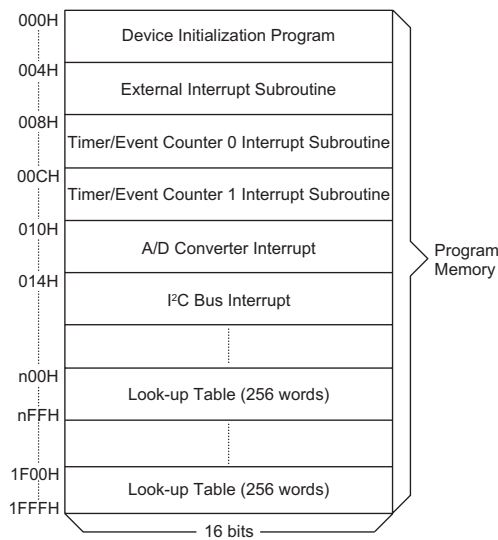 000H
Device Initialization Program
004H
External Interrupt Subroutine
008H
Timer/Event Counter 0 Interrupt Subroutine
00CH
Timer/Event Counter 1 Interrupt Subroutine
010H
A/D Converter Interrupt
014H
I²C Bus Interrupt
Program
Memory
n00H
Look-up Table (256 words)
nFFH
1F00H
Look-up Table (256 words)
1FFFH
16 bits